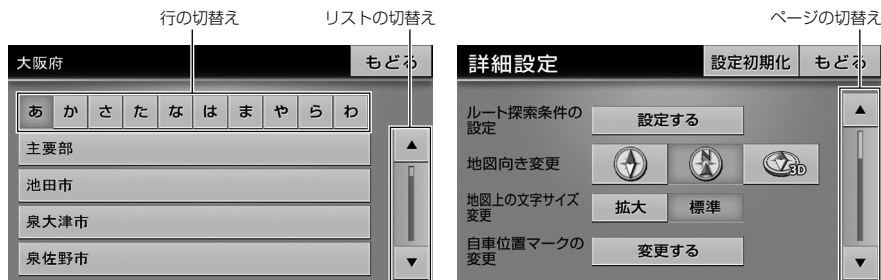 行の切替え
リストの切替え
大阪府
もどる
あ か さ た な は ま や ら わ
主要部
池田市
泉大津市
泉佐野市
ページの切替え
詳細設定
設定初期化
もどる
ルート探索条件の
設定
設定する
地図向き変更
N
3D
地図上の文字サイズ
変更
拡大
標準
自車位置マークの
変更
変更する